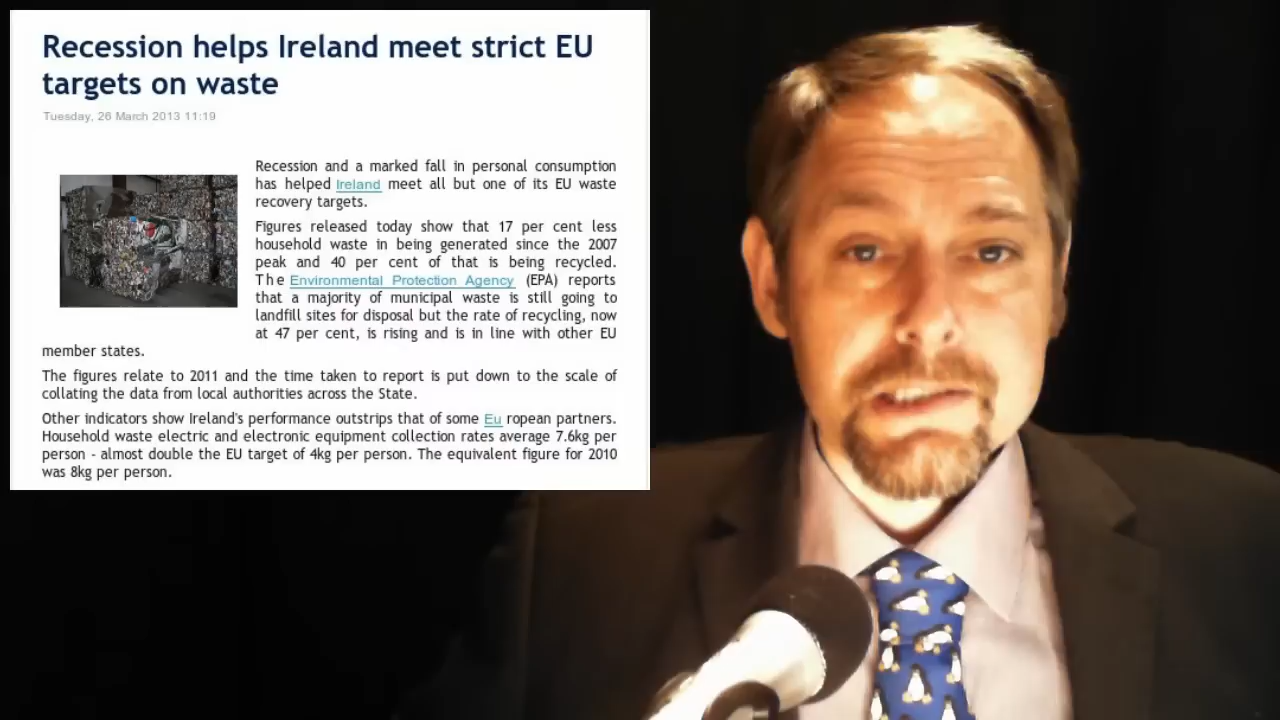 Recession helps Ireland meet strict EU
targets on waste
Tuesday, 26 March 2013 11:19
Recession and a marked fall in personal consumption
has helped Ireland meet all but one of its EU waste
recovery targets.
Figures released today show that 17 per cent less
household waste in being generated since the 2007
peak and 40 per cent of that is being recycled.
The Environmental Protection Agency (EPA) reports
that a majority of municipal waste is still going to
landfill sites for disposal but the rate of recycling, now
at 47 per cent, is rising and is in line with other EU
member states.
The figures relate to 2011 and the time taken to report is put down to the scale of
collating the data from local authorities across the State.
Other indicators show Ireland's performance outstrips that of some Eu ropean partners.
Household waste electric and electronic equipment collection rates average 7.6kg per
person - almost double the EU target of 4kg per person. The equivalent figure for 2010
was 8kg per person.